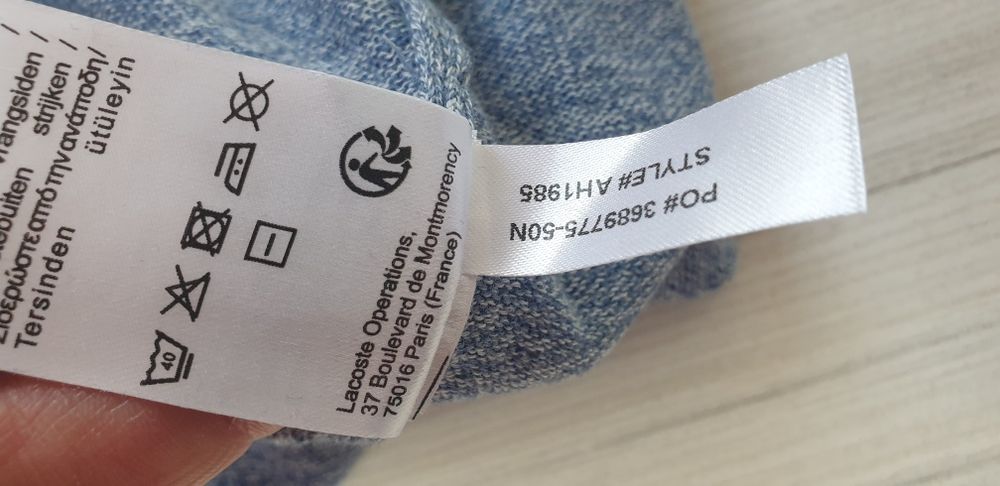 vrangsiden /
strijken /
Σιδερώστε από την ανάποδη/
Tersinden ütüleyin
40
Lacoste Operations,
37 Boulevard de Montmorency
75016 Paris (France)
PO# 3689775-50N
STYLE# AH1985